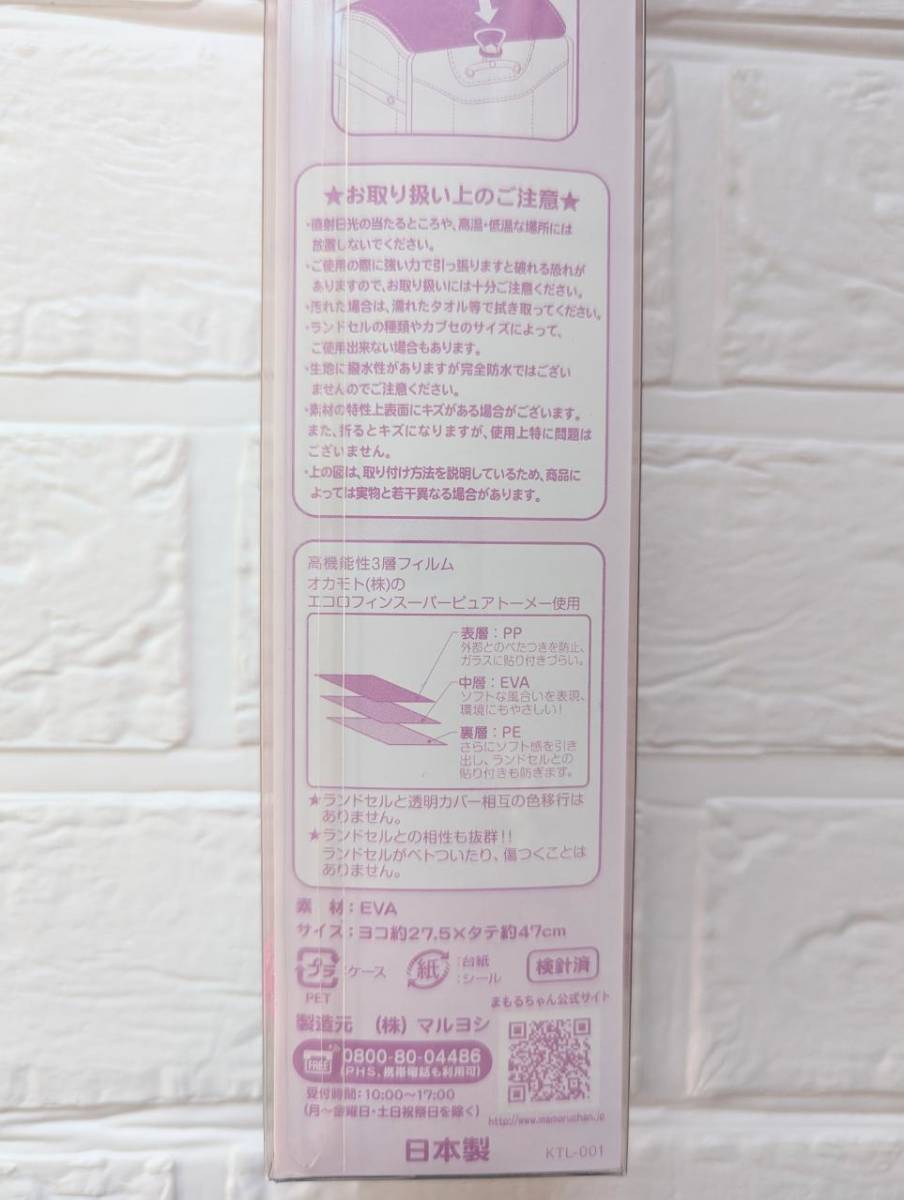 ★お取り扱い上のご注意★
・直射日光の当たるところや、高温・低温な場所には
放置しないでください。
・ご使用の際に強い力で引っ張りますと破れる恐れが
ありますので、お取り扱いには十分ご注意ください。
・汚れた場合は、濡れたタオル等で拭き取ってください。
・ランドセルの種類やカブセのサイズによって、
ご使用出来ない場合もあります。
・生地に撥水性がありますが完全防水ではござい
ませんのでご注意ください。
・素材の特性上表面にキズがある場合がございます。
また、折るとキズになりますが、使用上特に問題は
ございません。
・上の図は、取り付け方法を説明しているため、商品に
よっては実物と若干異なる場合があります。
高機能性3層フィルム
オカモト(株)の
エコロフィンスーパーピュアトーメー使用
表層：PP
外部とのべたつきを防止、
ガラスに貼り付きづらい。
中層：EVA
ソフトな風合いを表現、
環境にもやさしい！
裏層：PE
さらにソフト感を引き
出し、ランドセルとの
貼り付きも防ぎます。
★ランドセルと透明カバー相互の色移行は
ありません。
★ランドセルとの相性も抜群！！
ランドセルがベトついたり、傷つくことは
ありません。
素　材：EVA
サイズ：ヨコ約27.5×タテ約47cm
プラ
：ケース
PET
紙
：台紙
：シール
検針済
まもるちゃん公式サイト
製造元　(株) マルヨシ
FREE
0800-80-04486
(PHS、携帯電話も利用可)
受付時間：10:00～17:00
(月～金曜日・土日祝祭日を除く)
http://www.mamoruchan.jp
日本製
KTL-001